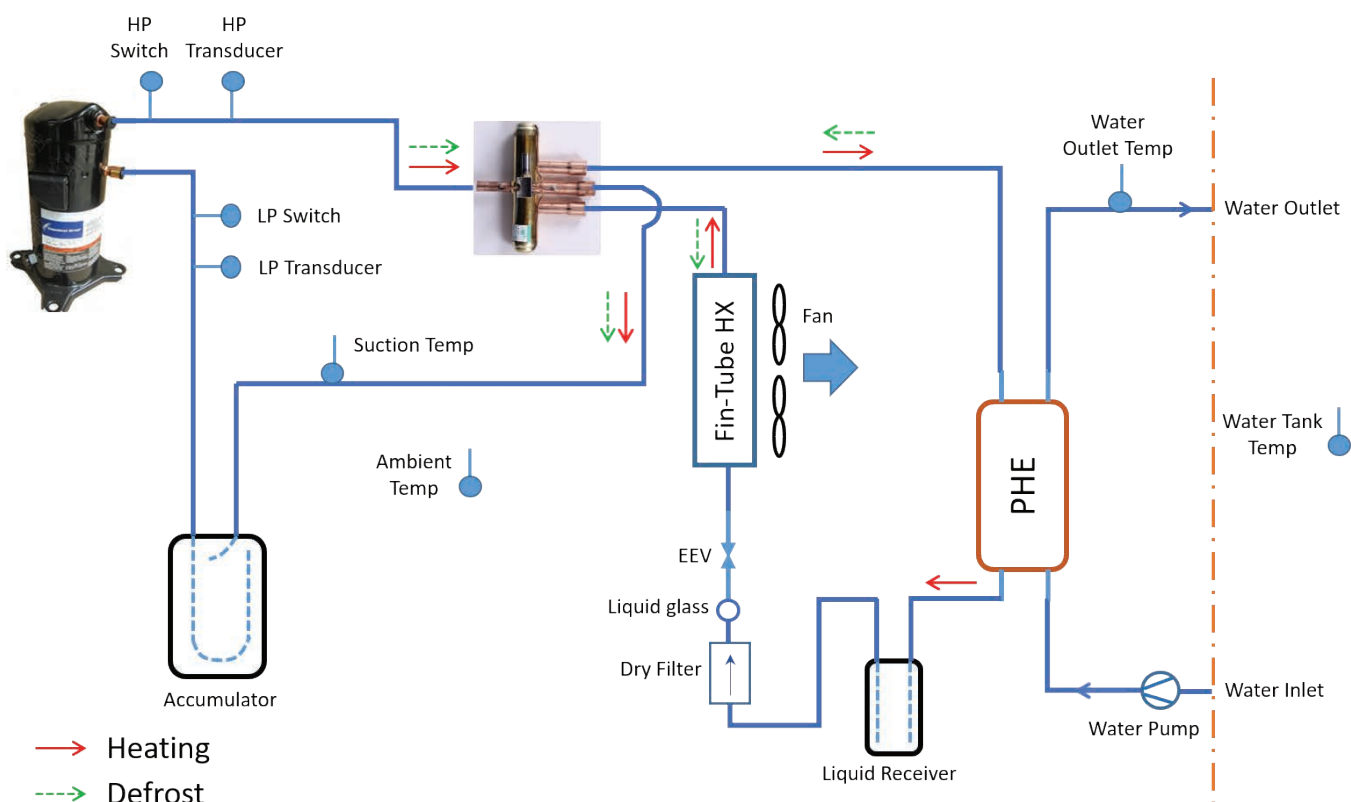 HP
Switch
HP
Transducer
LP Switch
LP Transducer
Suction Temp
Ambient
Temp
Accumulator
Fin-Tube HX
Fan
EEV
Liquid glass
Dry Filter
Liquid Receiver
PHE
Water
Outlet Temp
Water Outlet
Water Tank
Temp
Water Inlet
Water Pump
Heating
Defrost